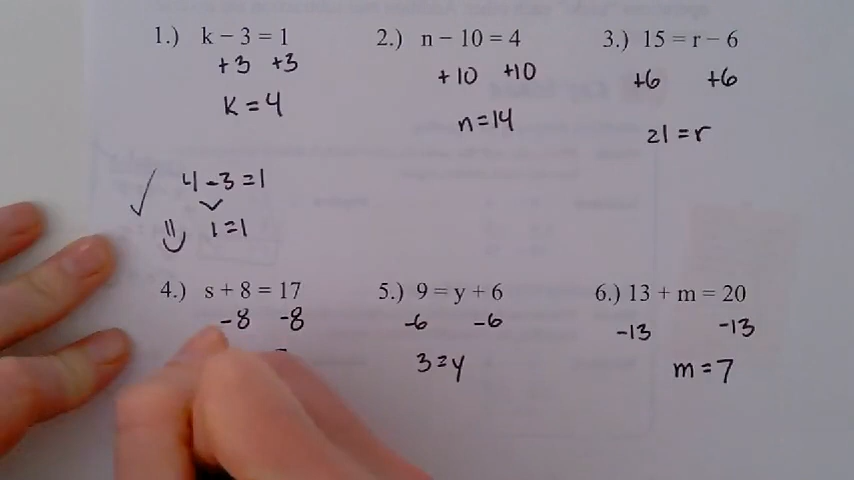 1.) k − 3 = 1
+3 +3
k = 4
4 - 3 = 1
1 = 1
2.) n − 10 = 4
+10 +10
n = 14
3.) 15 = r − 6
+6 +6
21 = r
4.) s + 8 = 17
-8 -8
5.) 9 = y + 6
-6 -6
3 = y
6.) 13 + m = 20
-13 -13
m = 7